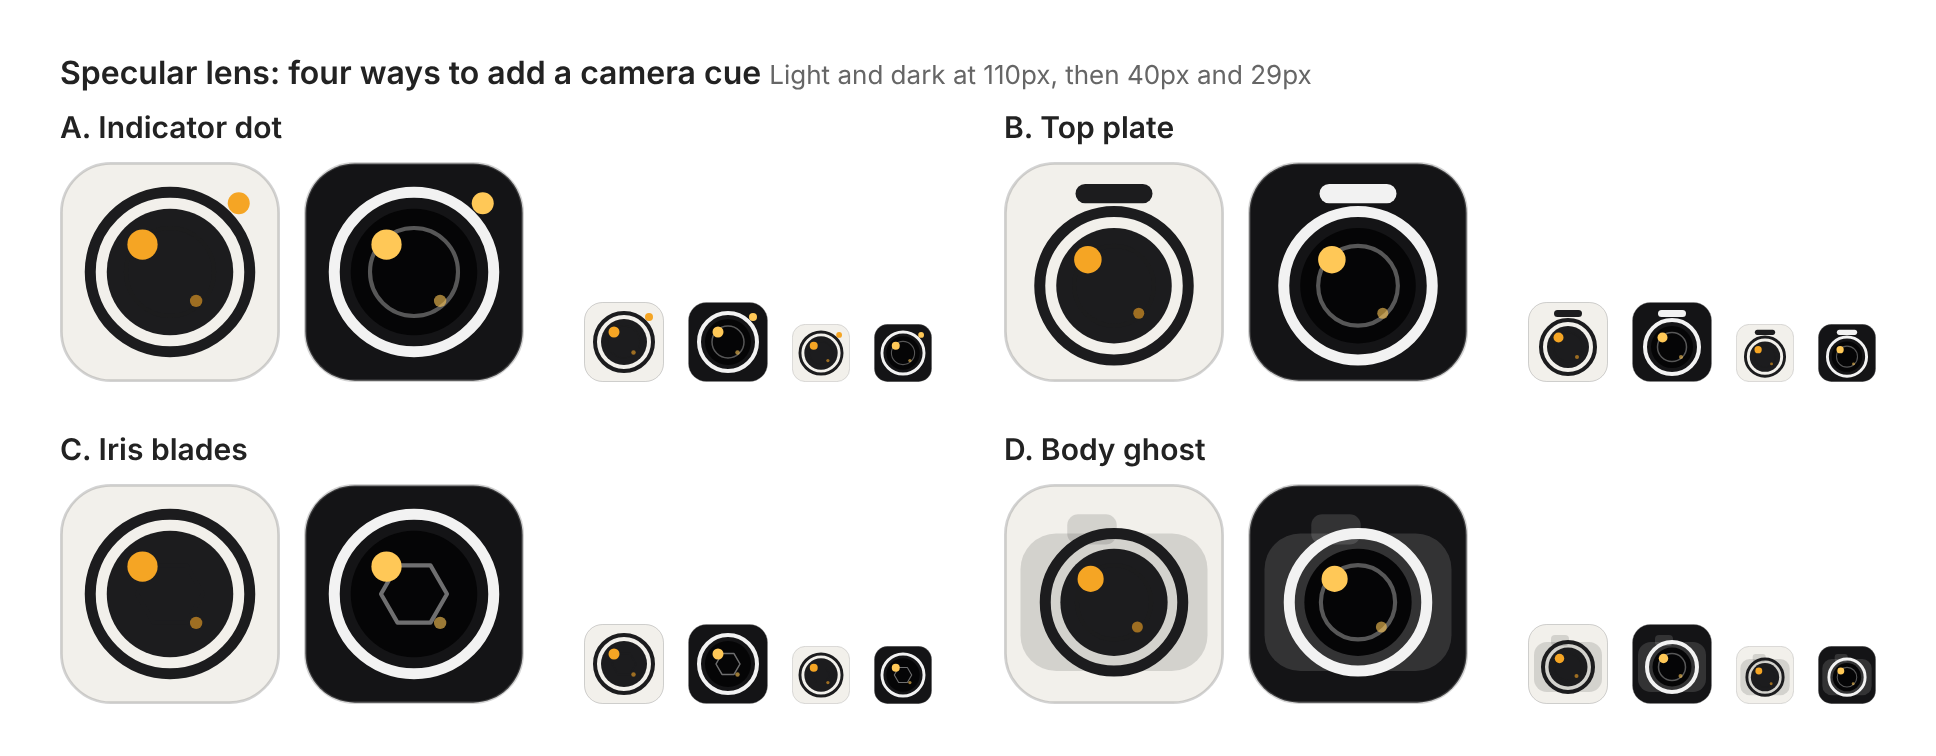 Specular lens: four ways to add a camera cue Light and dark at 110px, then 40px and 29px
A. Indicator dot
B. Top plate
C. Iris blades
D. Body ghost